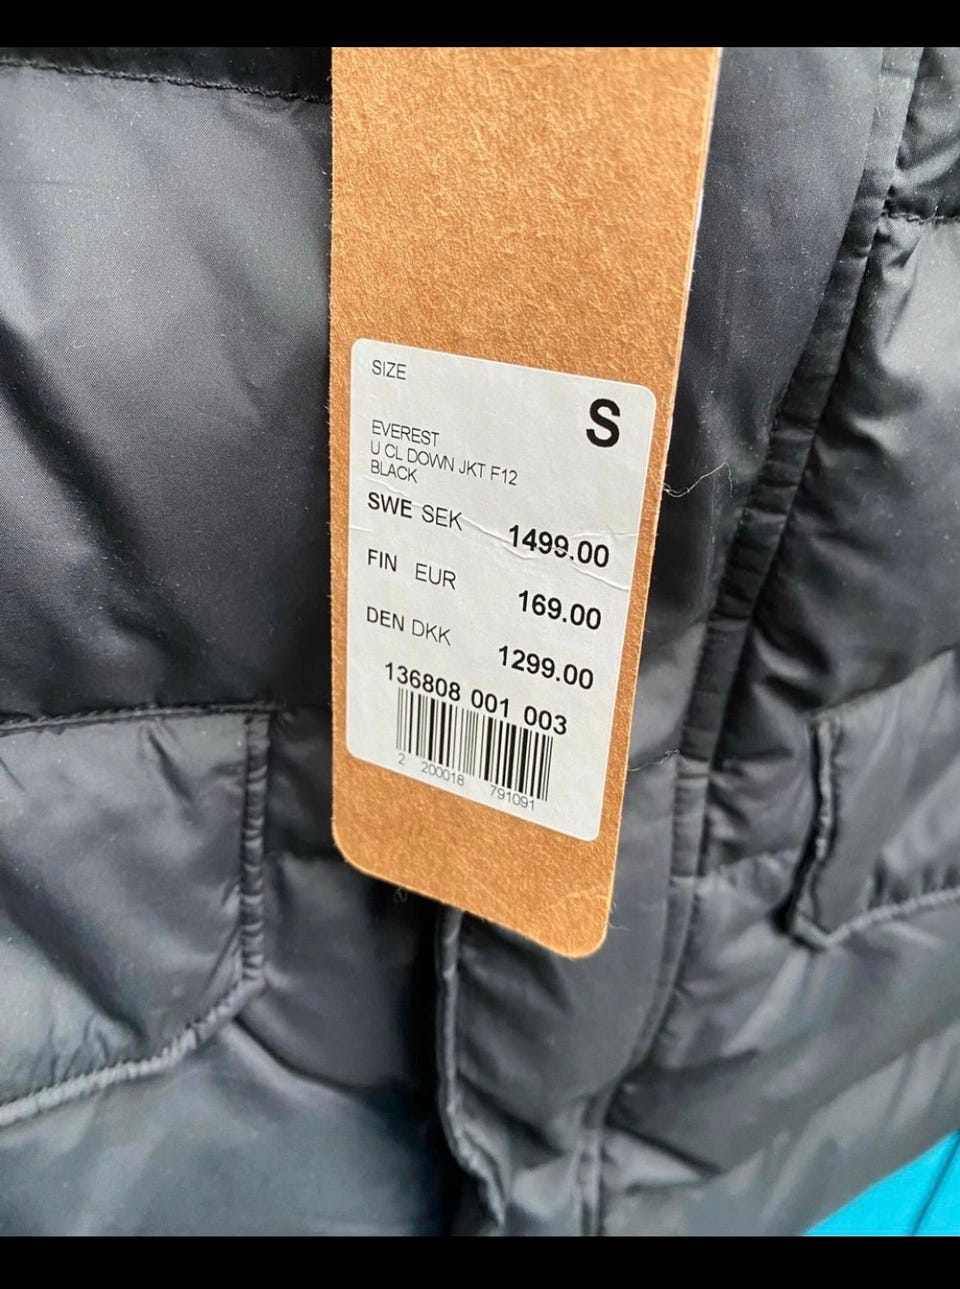 SIZE
S
EVEREST
U CL DOWN JKT F12
BLACK
SWE SEK 1499.00
FIN EUR 169.00
DEN DKK 1299.00
136808 001 003
2 200018 791091